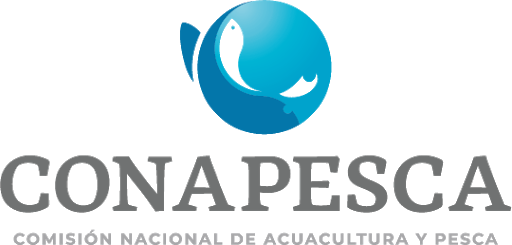 CONAPESCA
COMISIÓN NACIONAL DE ACUACULTURA Y PESCA